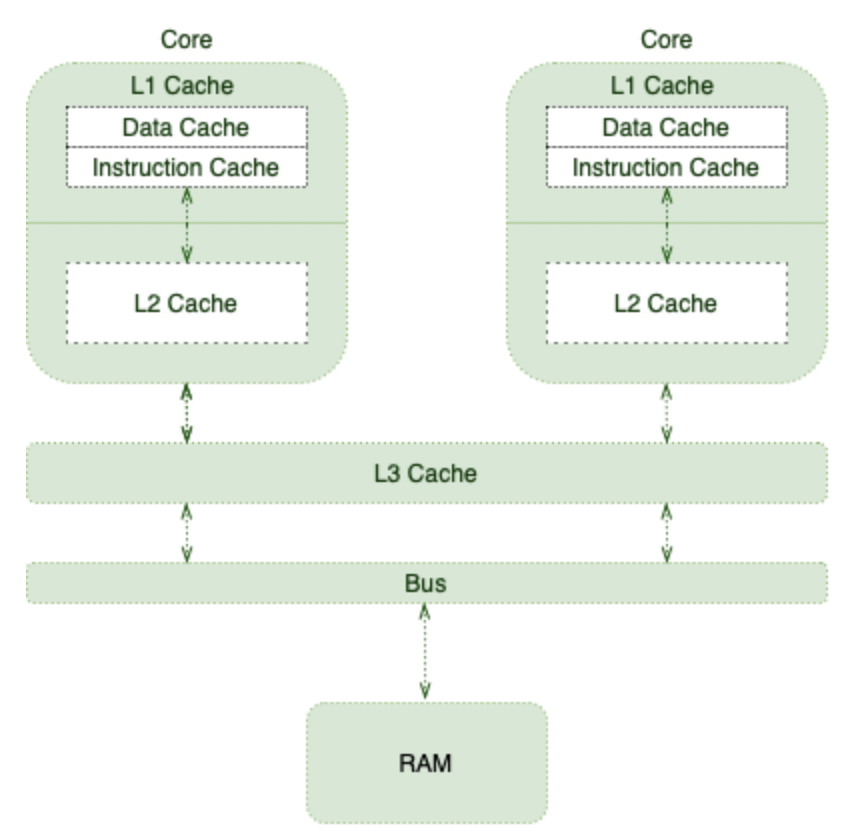 Core
L1 Cache
Data Cache
Instruction Cache
L2 Cache
Core
L1 Cache
Data Cache
Instruction Cache
L2 Cache
L3 Cache
Bus
RAM